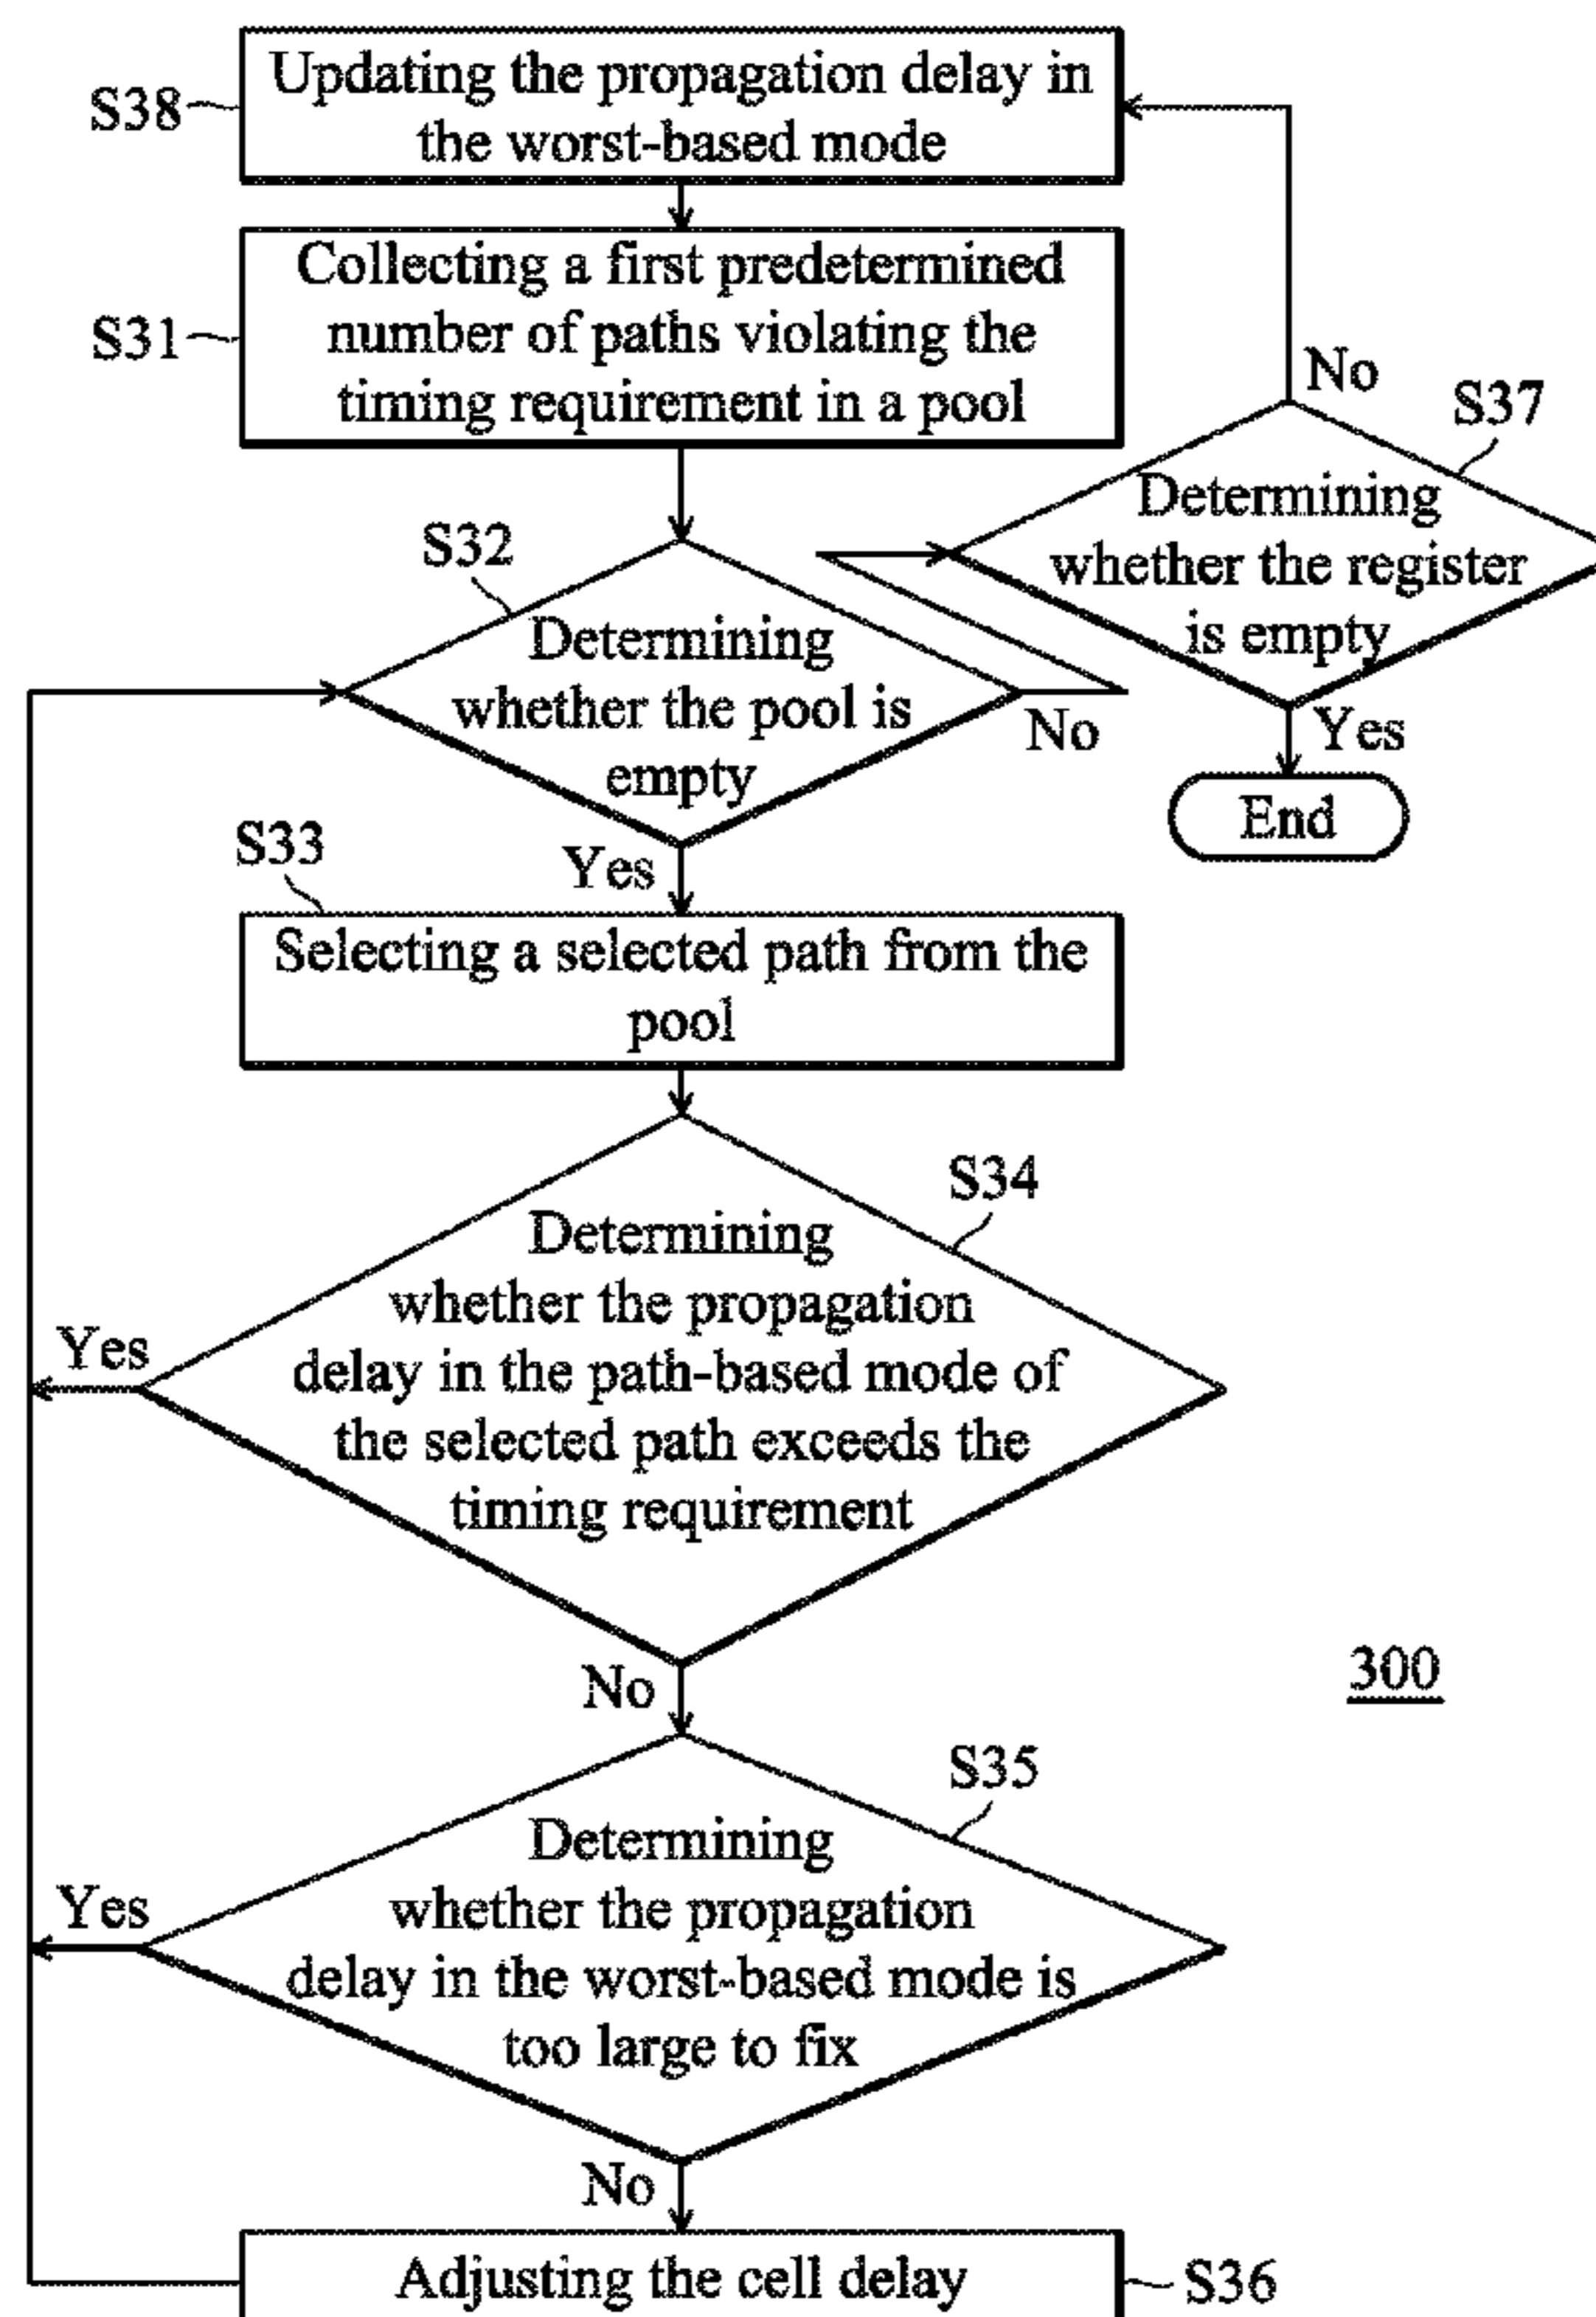 S38
Updating the propagation delay in
the worst-based mode
S31
Collecting a first predetermined
number of paths violating the
timing requirement in a pool
No
S37
Determining
whether the register
is empty
Yes
End
S32
Determining
whether the pool is
empty
No
Yes
S33
Selecting a selected path from the
pool
S34
Determining
whether the propagation
delay in the path-based mode of
the selected path exceeds the
timing requirement
Yes
No
300
S35
Determining
whether the propagation
delay in the worst-based mode is
too large to fix
Yes
No
Adjusting the cell delay
S36